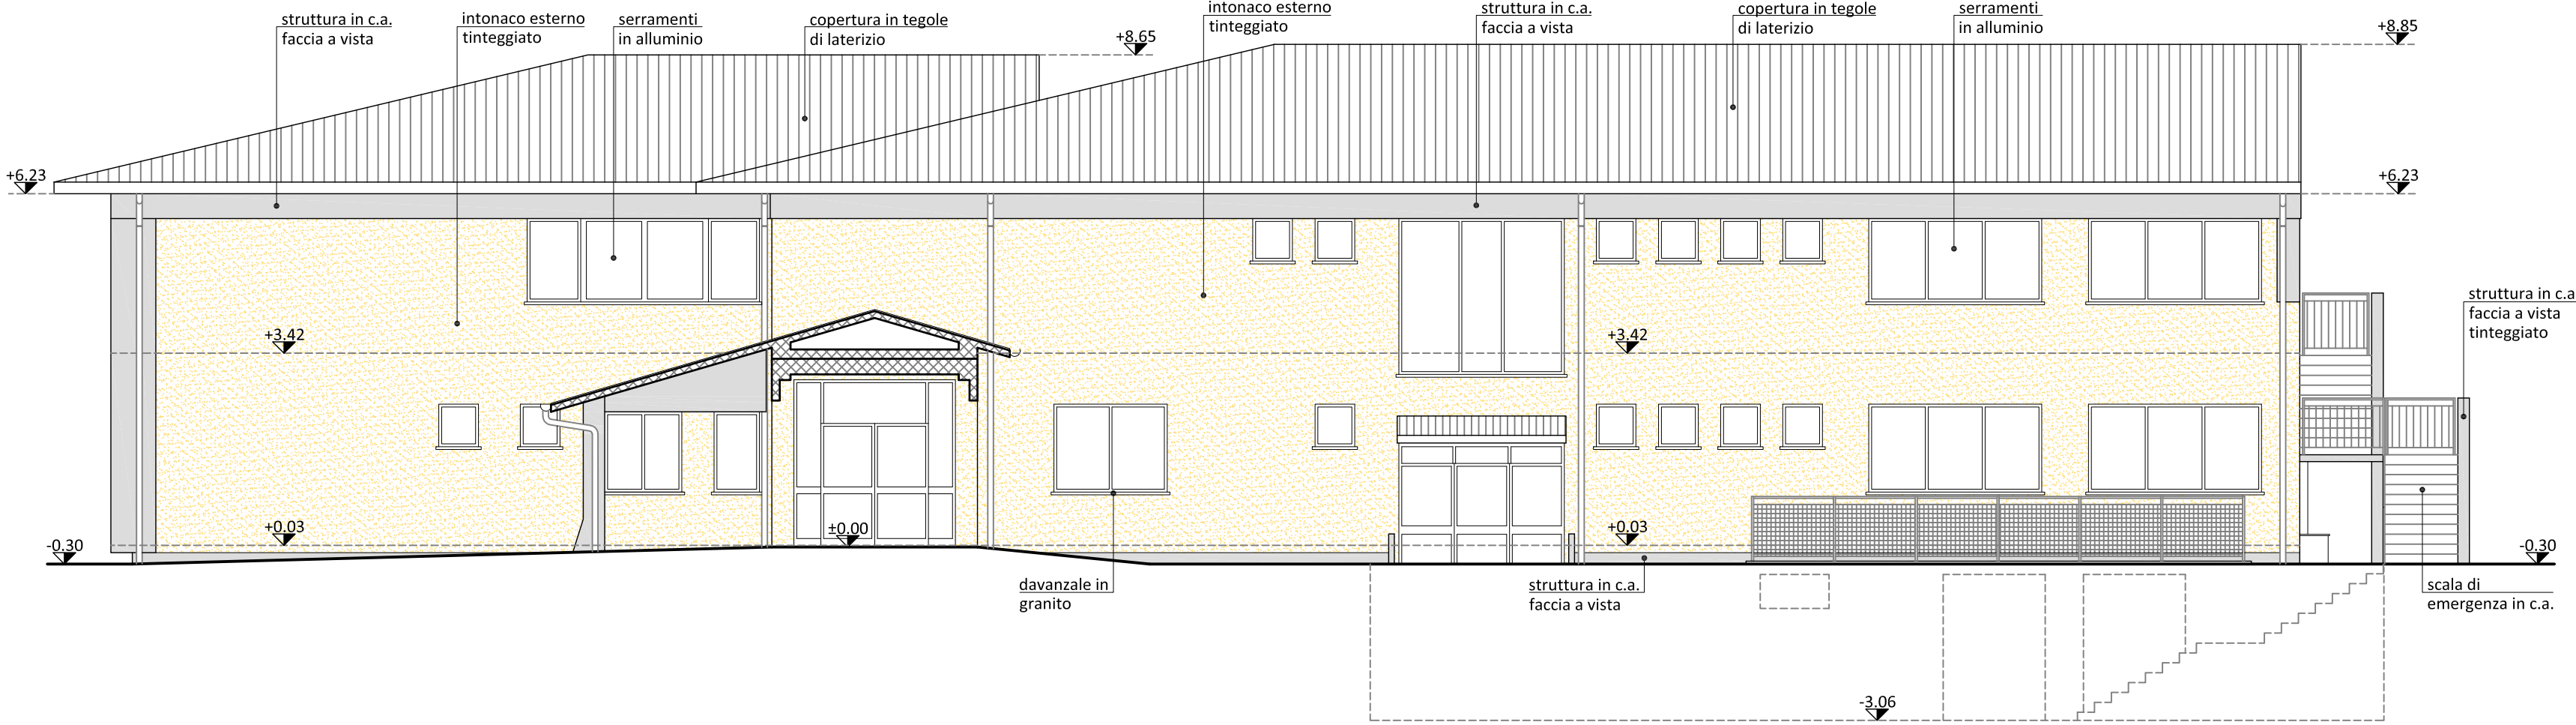 struttura in c.a.
faccia a vista
intonaco esterno
tinteggiato
serramenti
in alluminio
copertura in tegole
di laterizio
+8.65
intonaco esterno
tinteggiato
struttura in c.a.
faccia a vista
copertura in tegole
di laterizio
serramenti
in alluminio
+8.85
+6.23
+6.23
struttura in c.a
faccia a vista
tinteggiato
+3.42
+3.42
+0.03
±0.00
+0.03
-0.30
-0.30
davanzale in
granito
struttura in c.a.
faccia a vista
scala di
emergenza in c.a.
-3.06